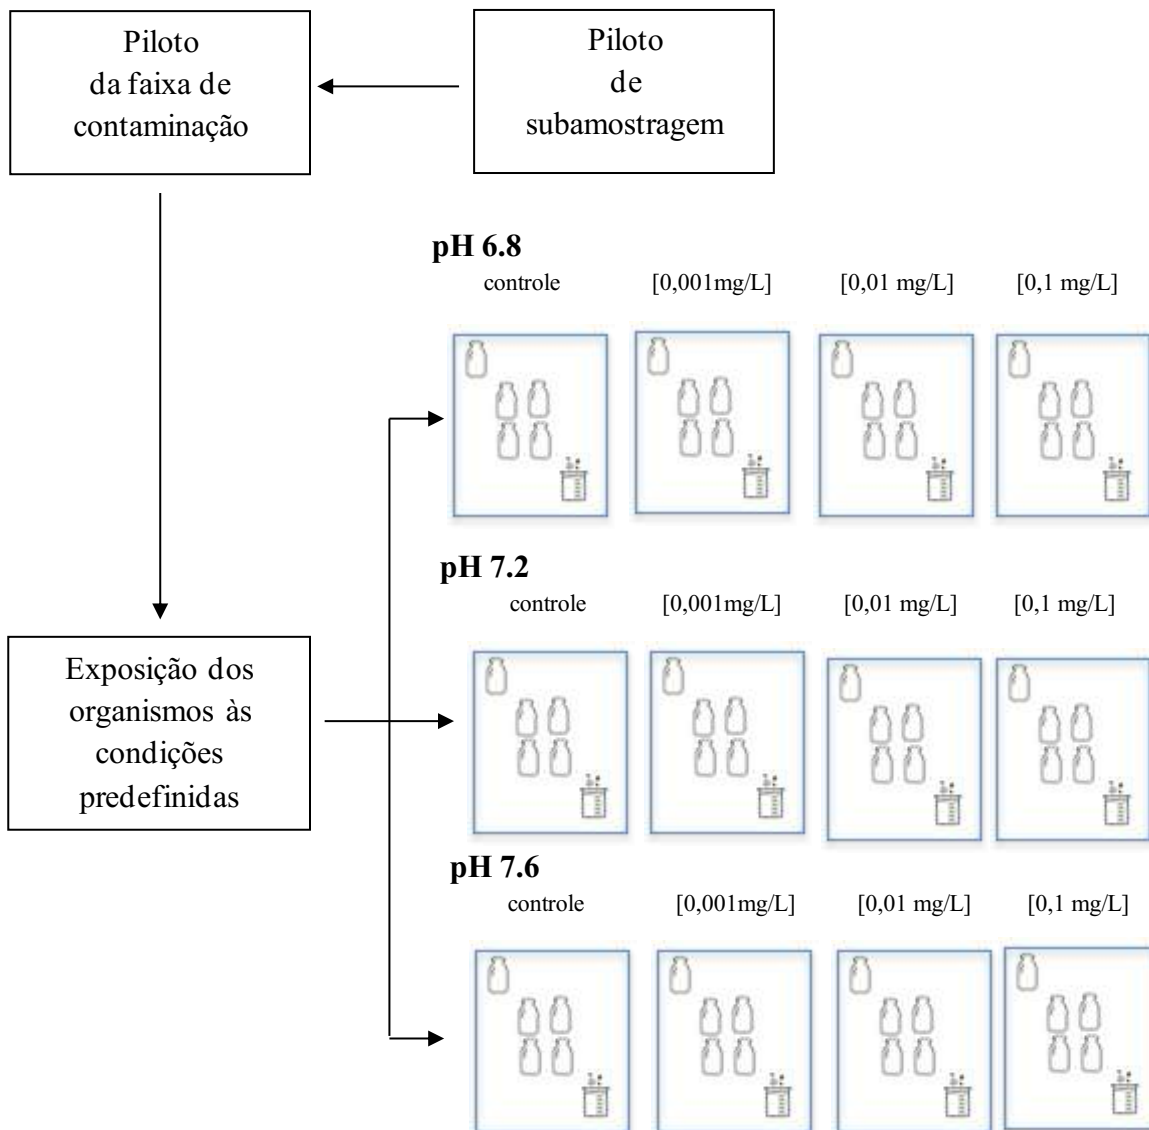 Piloto
da faixa de
contaminação
Piloto
de
subamostragem
pH 6.8
controle [0,001mg/L] [0,01 mg/L] [0,1 mg/L]
pH 7.2
controle [0,001mg/L] [0,01 mg/L] [0,1 mg/L]
Exposição dos
organismos às
condições
predefinidas
pH 7.6
controle [0,001mg/L] [0,01 mg/L] [0,1 mg/L]